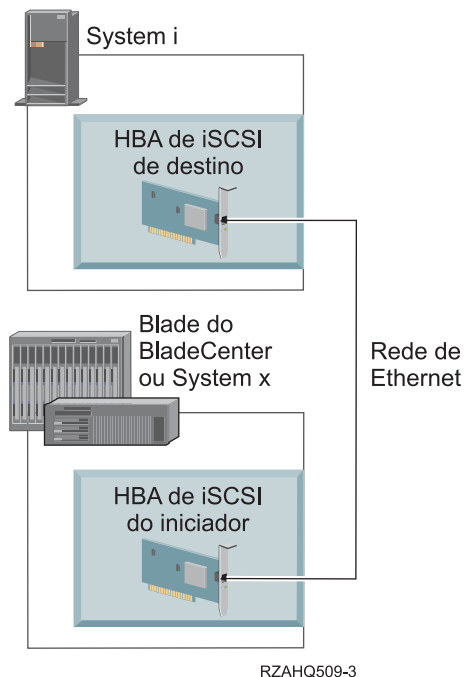 System i
HBA de iSCSI
de destino
Blade do
BladeCenter
ou System x
Rede de
Ethernet
HBA de iSCSI
do iniciador
RZAHQ509-3